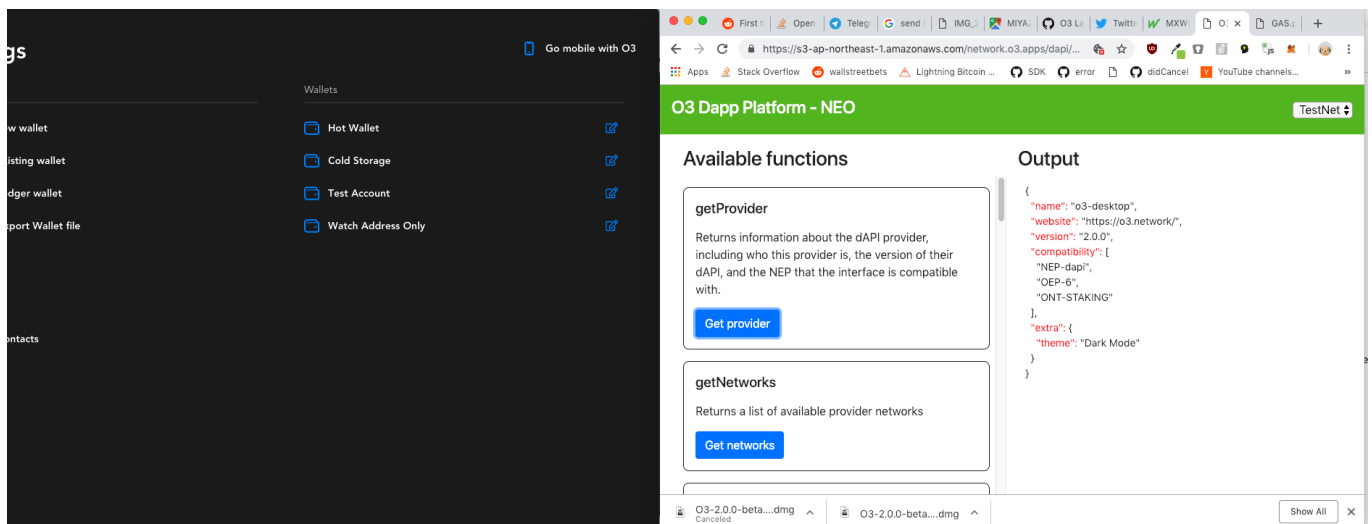 gs
Go mobile with O3
Wallets
w wallet
isting wallet
dger wallet
port Wallet file
ontacts
Hot Wallet
Cold Storage
Test Account
Watch Address Only
First t
Open
Teleg
send
IMG_2
MIYA
O3 La
Twitte
MXW
O
GAS.
https://s3-ap-northeast-1.amazonaws.com/network.o3.apps/dapi/...
Apps
Stack Overflow
wallstreetbets
Lightning Bitcoin ...
SDK
error
didCancel
YouTube channels...
»
O3 Dapp Platform - NEO
TestNet
Available functions
getProvider
Returns information about the dAPI provider,
including who this provider is, the version of their
dAPI, and the NEP that the interface is compatible
with.
Get provider
getNetworks
Returns a list of available provider networks
Get networks
Output
{
"name": "o3-desktop",
"website": "https://o3.network/",
"version": "2.0.0",
"compatibility": [
"NEP-dapi",
"OEP-6",
"ONT-STAKING"
],
"extra": {
"theme": "Dark Mode"
}
}
O3-2.0.0-beta....dmg
Canceled
O3-2.0.0-beta....dmg
Show All